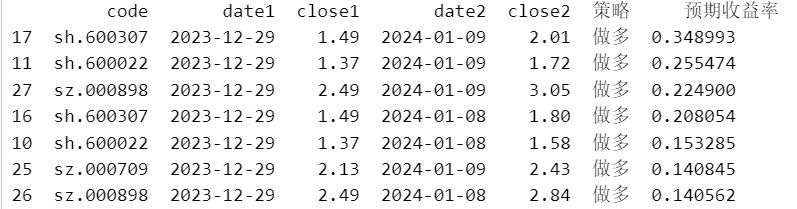 code date1 close1 date2 close2 策略 预期收益率
17 sh.600307 2023-12-29 1.49 2024-01-09 2.01 做多 0.348993
11 sh.600022 2023-12-29 1.37 2024-01-09 1.72 做多 0.255474
27 sz.000898 2023-12-29 2.49 2024-01-09 3.05 做多 0.224900
16 sh.600307 2023-12-29 1.49 2024-01-08 1.80 做多 0.208054
10 sh.600022 2023-12-29 1.37 2024-01-08 1.58 做多 0.153285
25 sz.000709 2023-12-29 2.13 2024-01-09 2.43 做多 0.140845
26 sz.000898 2023-12-29 2.49 2024-01-08 2.84 做多 0.140562